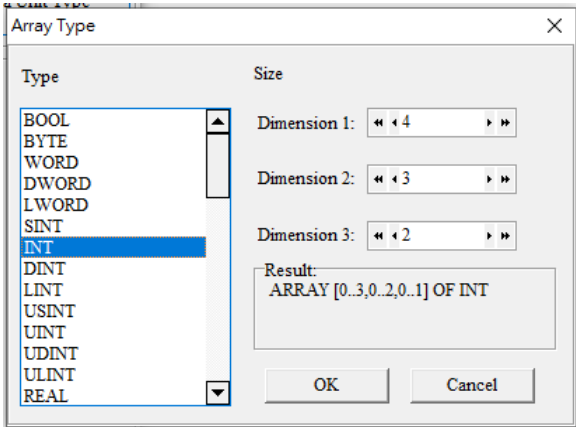 a Unit Type
Array Type
Type
Size
BOOL
BYTE
WORD
DWORD
LWORD
SINT
INT
DINT
LINT
USINT
UINT
UDINT
ULINT
REAL
Dimension 1: 4
Dimension 2: 3
Dimension 3: 2
Result:
ARRAY [0..3,0..2,0..1] OF INT
OK
Cancel